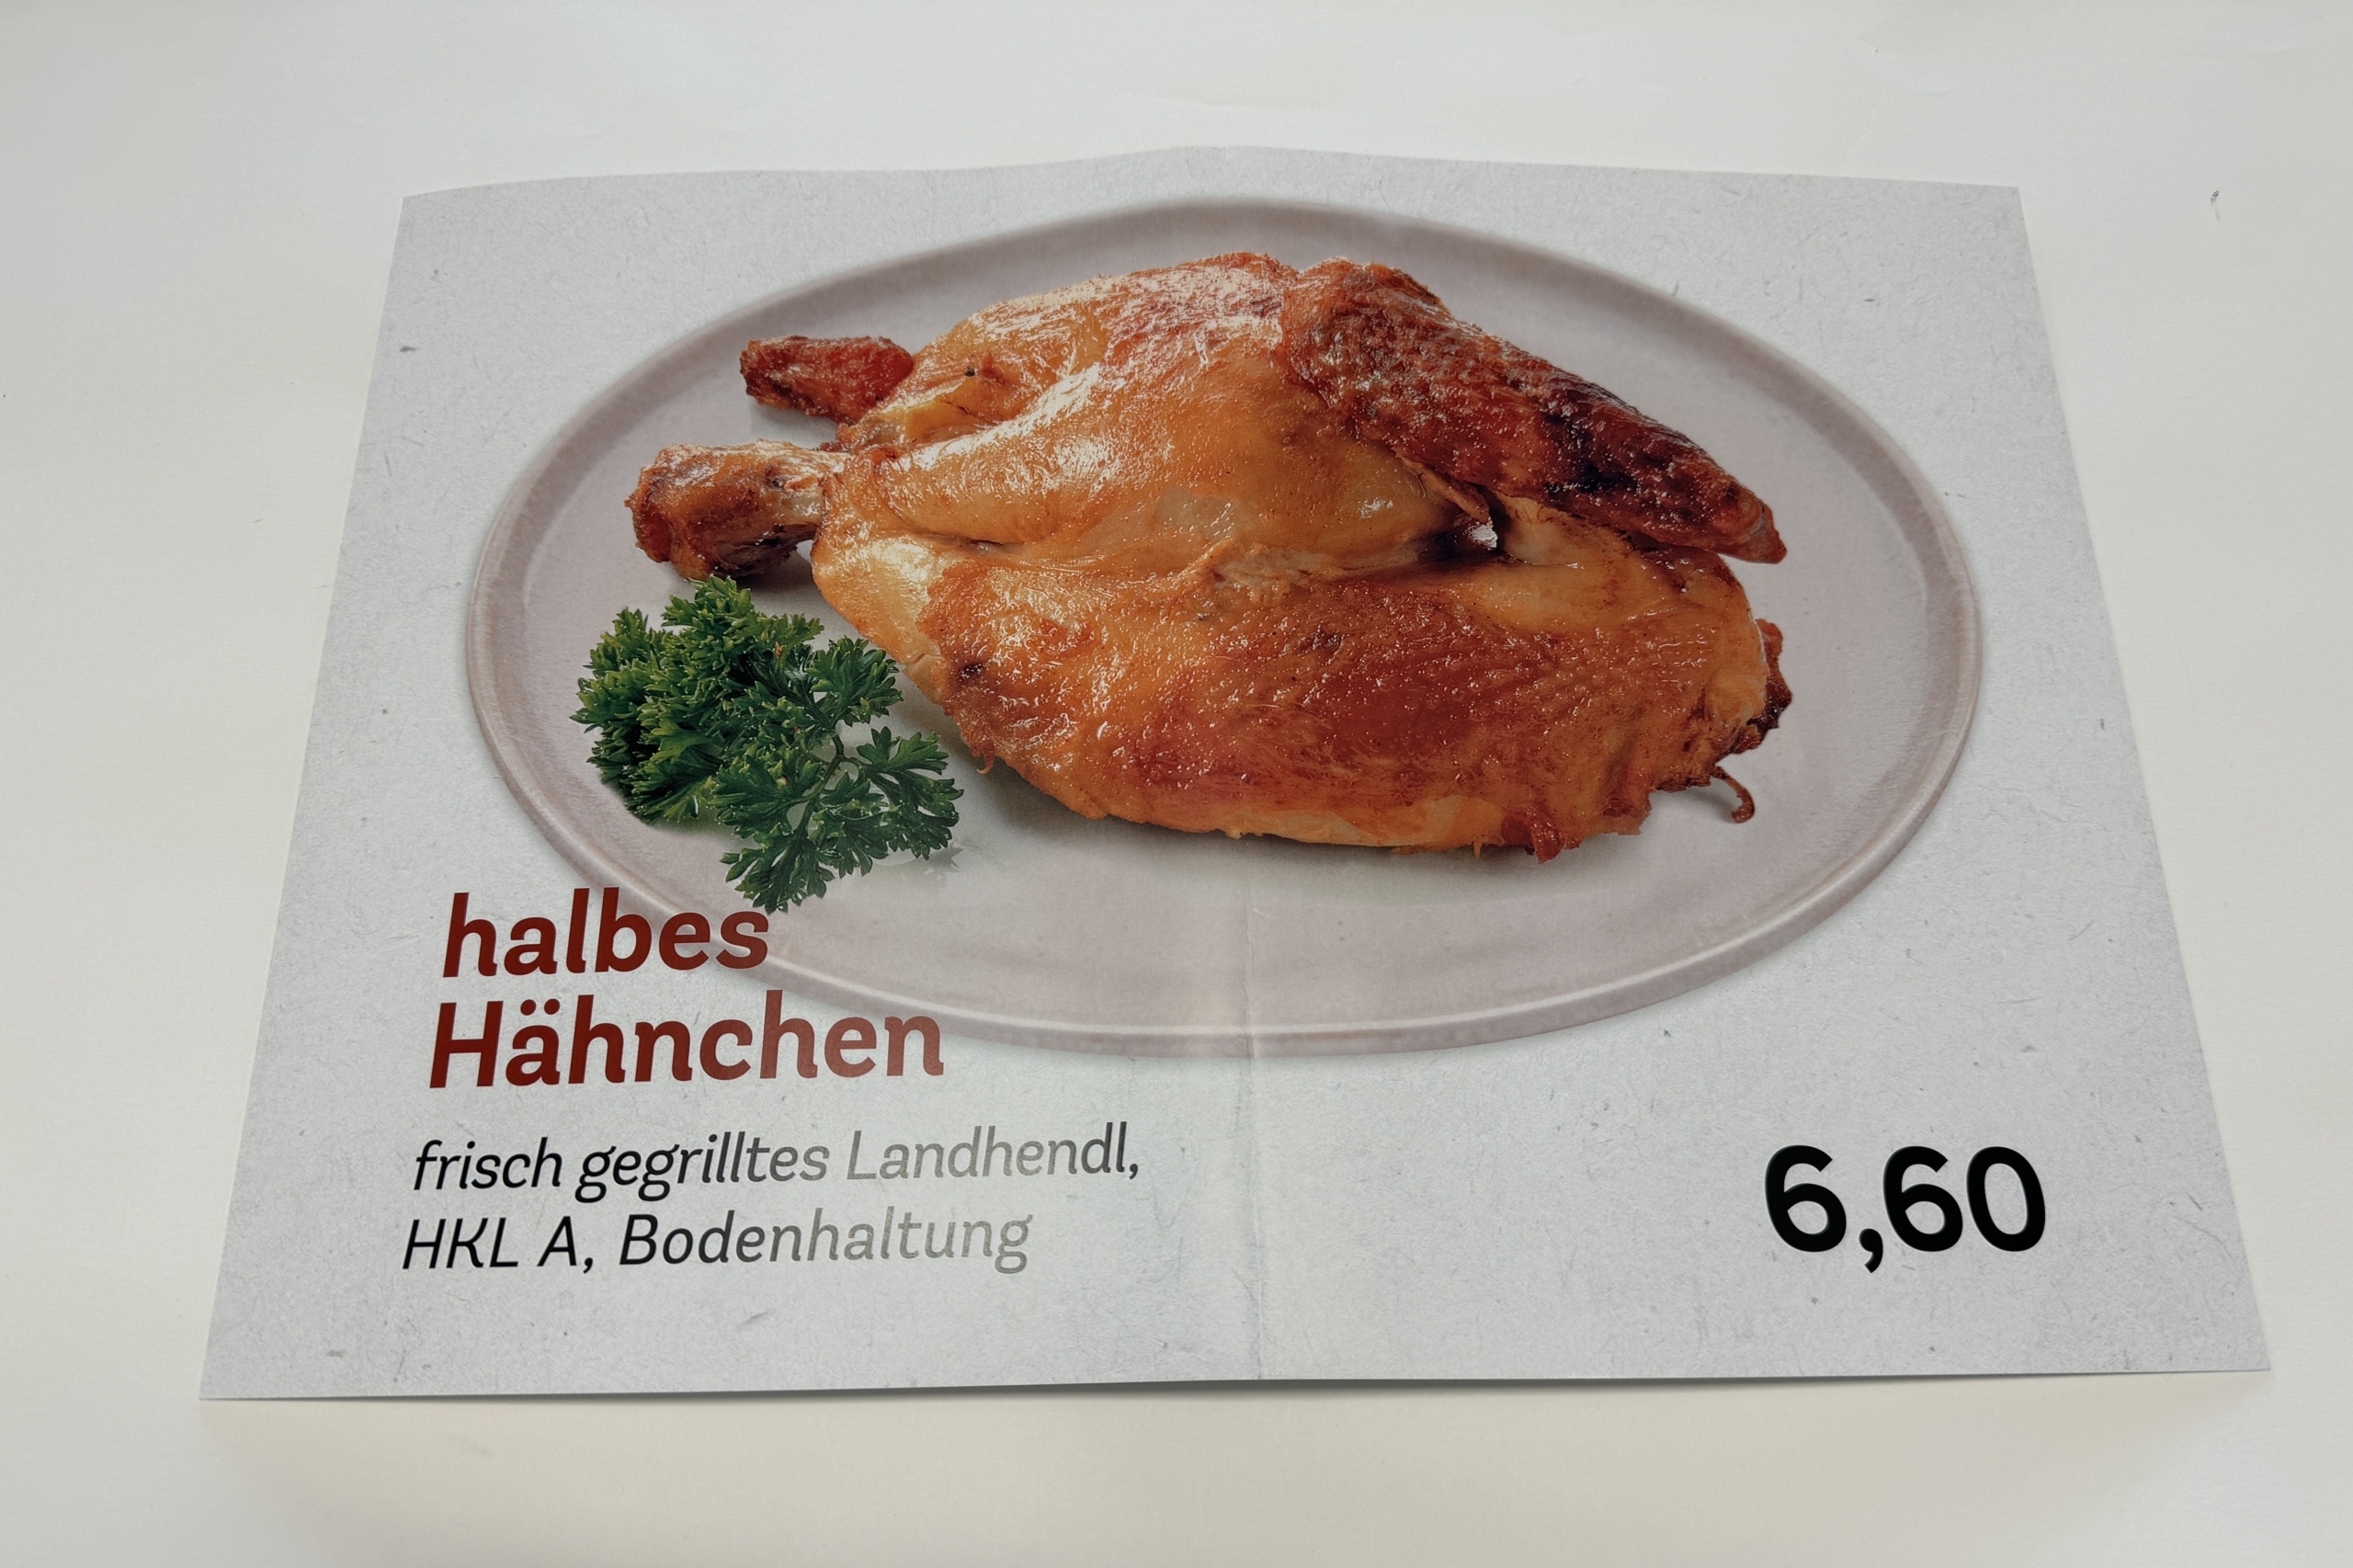 halbes
Hähnchen
frisch gegrilltes Landhendl,
HKL A, Bodenhaltung
6,60